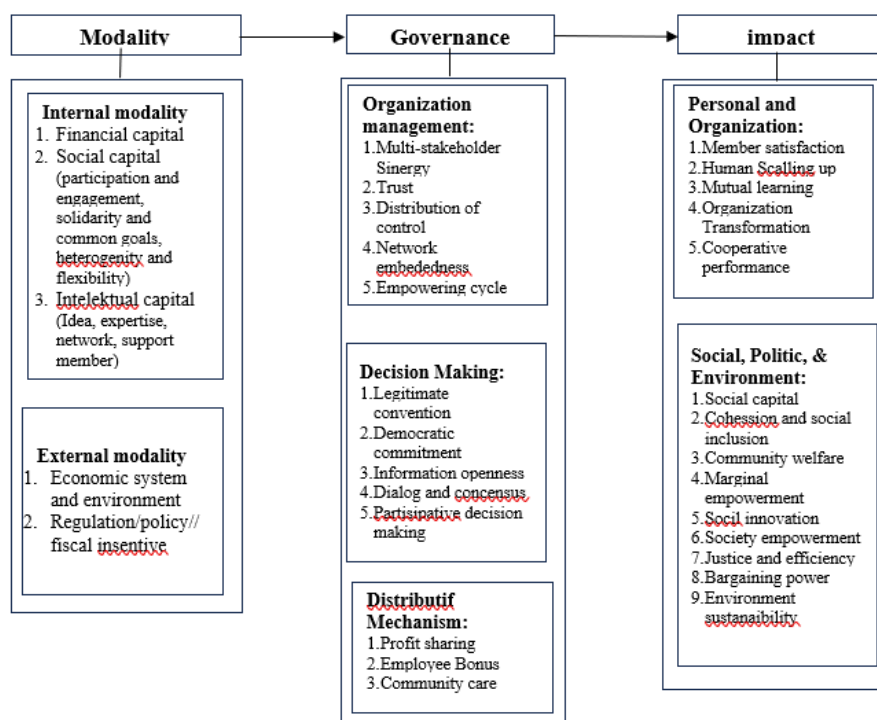 Modality
Governance
impact
Internal modality
1. Financial capital
2. Social capital
(participation and
engagement,
solidarity and
common goals,
heterogenity and
flexibility)
3. Intelektual capital
(Idea, expertise,
network, support
member)
External modality
1. Economic system
and environment
2. Regulation/policy//
fiscal insentive
Organization
management:
1.Multi-stakeholder
Sinergy
2.Trust
3.Distribution of
control
4.Network
embededness
5.Empowering cycle
Decision Making:
1.Legitimate
convention
2.Democratic
commitment
3.Information openness
4.Dialog and concensus
5.Partisipative decision
making
Distributif
Mechanism:
1.Profit sharing
2.Employee Bonus
3.Community care
Personal and
Organization:
1.Member satisfaction
2.Human Scalling up
3.Mutual learning
4.Organization
Transformation
5.Cooperative
performance
Social, Politic, &
Environment:
1.Social capital
2.Cohession and social
inclusion
3.Community welfare
4.Marginal
empowerment
5.Socil innovation
6.Society empowerment
7.Justice and efficiency
8.Bargaining power
9.Environment
sustanaibility